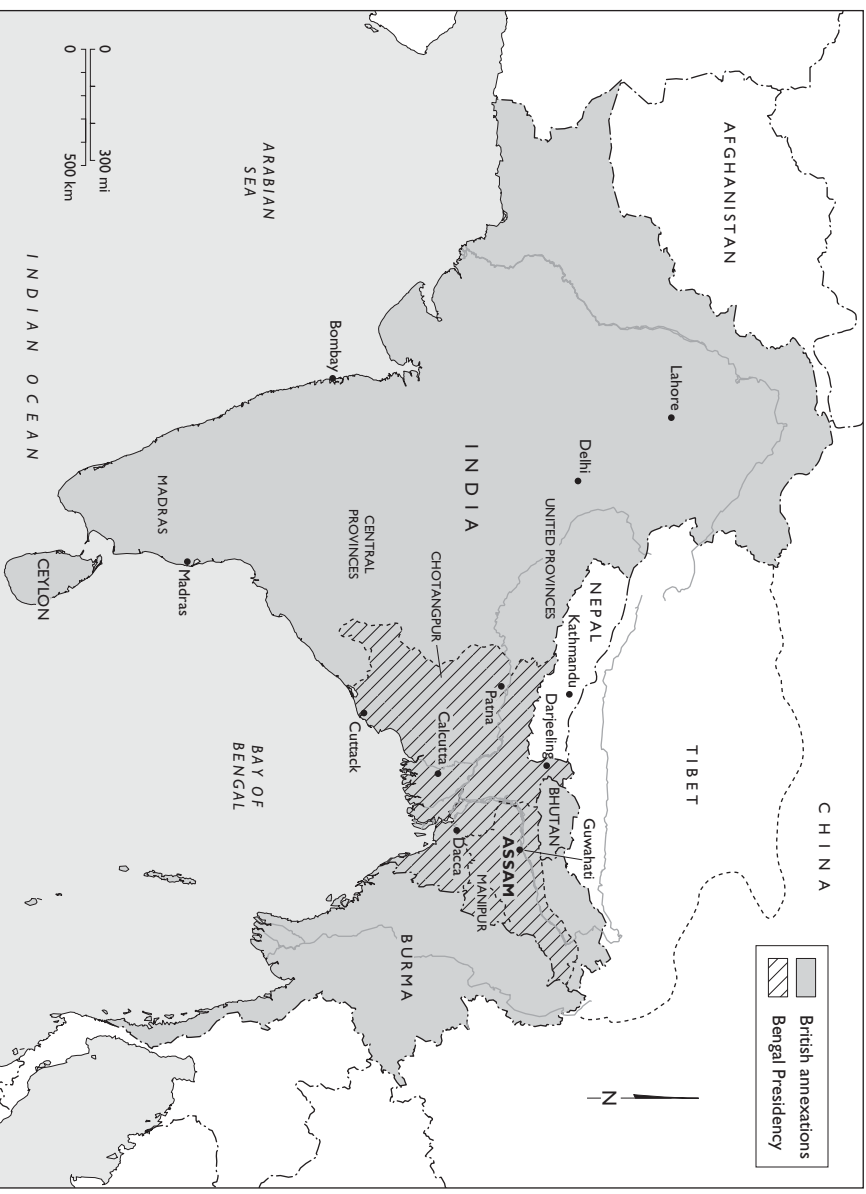 AFGHANISTAN
CHINA
TIBET
British annexations
Bengal Presidency
N
Lahore
Delhi
NEPAL
Kathmandu
UNITED PROVINCES
Darjeeling
BHUTAN
Guwahati
ASSAM
MANIPUR
Patna
INDIA
CHOTANGPUR
Calcutta
Dacca
BURMA
CENTRAL
PROVINCES
Cuttack
Bombay
ARABIAN
SEA
BAY OF
BENGAL
MADRAS
Madras
CEYLON
INDIAN OCEAN
0 300 mi
0 500 km